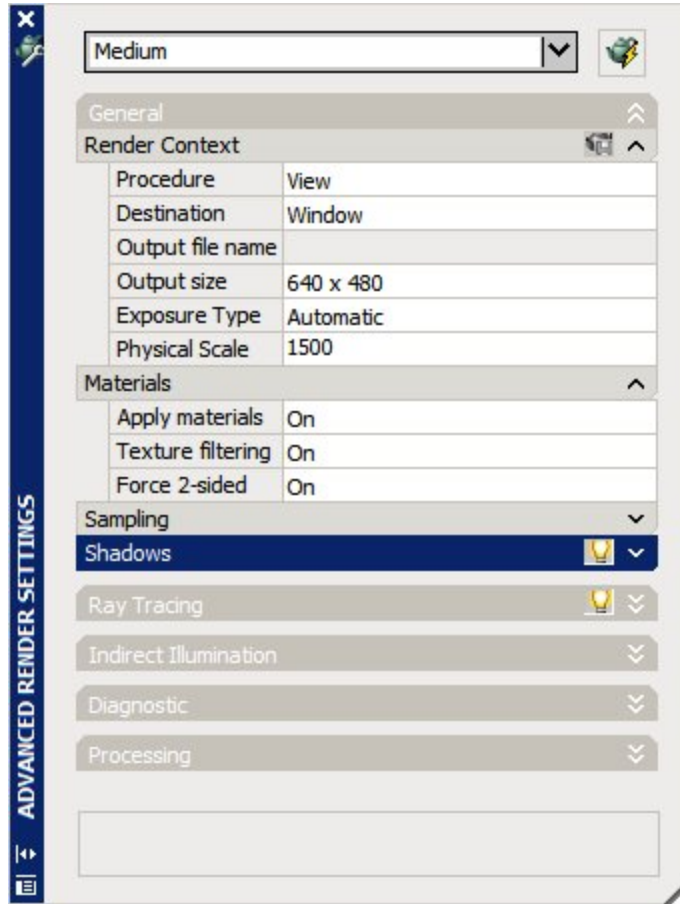 Medium
General
Render Context
Procedure View
Destination Window
Output file name
Output size 640 x 480
Exposure Type Automatic
Physical Scale 1500
Materials
Apply materials On
Texture filtering On
Force 2-sided On
Sampling
Shadows
Ray Tracing
Indirect Illumination
Diagnostic
Processing
ADVANCED RENDER SETTINGS